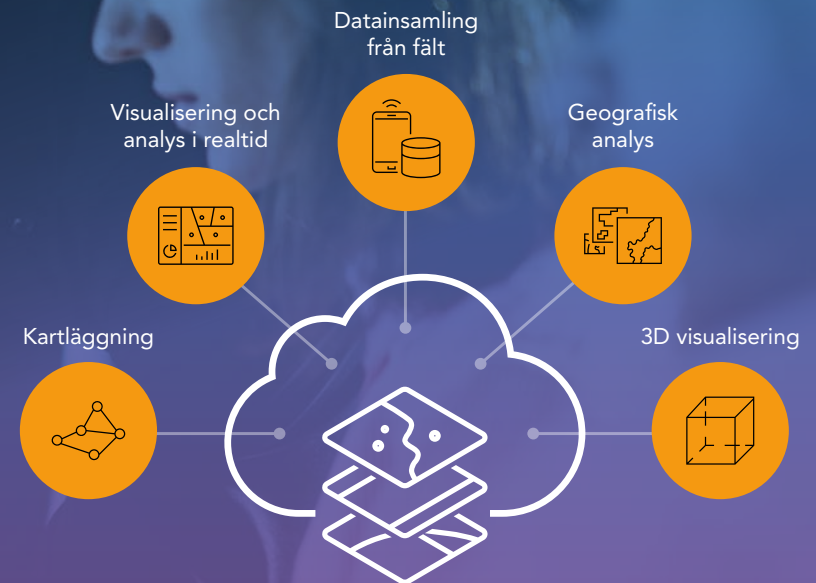 Datainsamling
från fält
Visualisering och
analys i realtid
Geografisk
analys
Kartläggning
3D visualisering